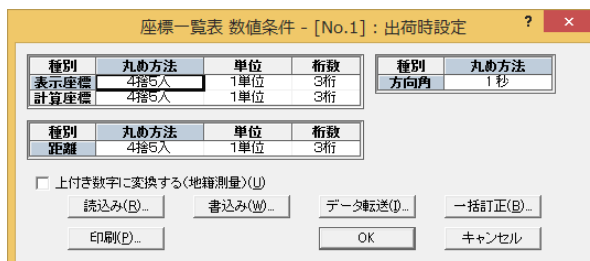 座標一覧表 数値条件 - [No.1] : 出荷時設定 ? ×
種別 丸め方法 単位 桁数 種別 丸め方法
表示座標 4捨5入 1単位 3桁 方向角 1秒
計算座標 4捨5入 1単位 3桁
種別 丸め方法 単位 桁数
距離 4捨5入 1単位 3桁
上付き数字に変換する(地籍測量)(U)
読込み(R)... 書込み(W)... データ転送(I)... 一括訂正(B)...
印刷(P)... OK キャンセル